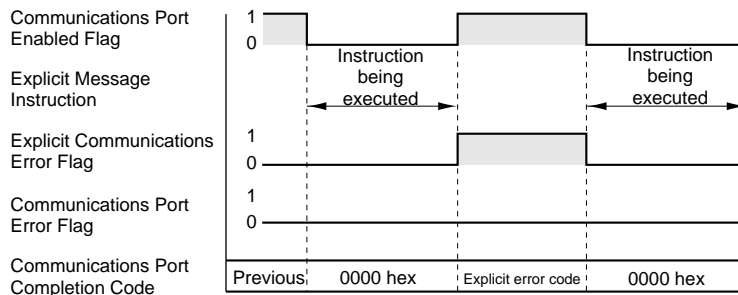 Communications Port
Enabled Flag
1
0
Explicit Message
Instruction
Instruction
being
executed
Instruction
being
executed
Explicit Communications
Error Flag
1
0
Communications Port
Error Flag
1
0
Communications Port
Completion Code
Previous 0000 hex Explicit error code 0000 hex